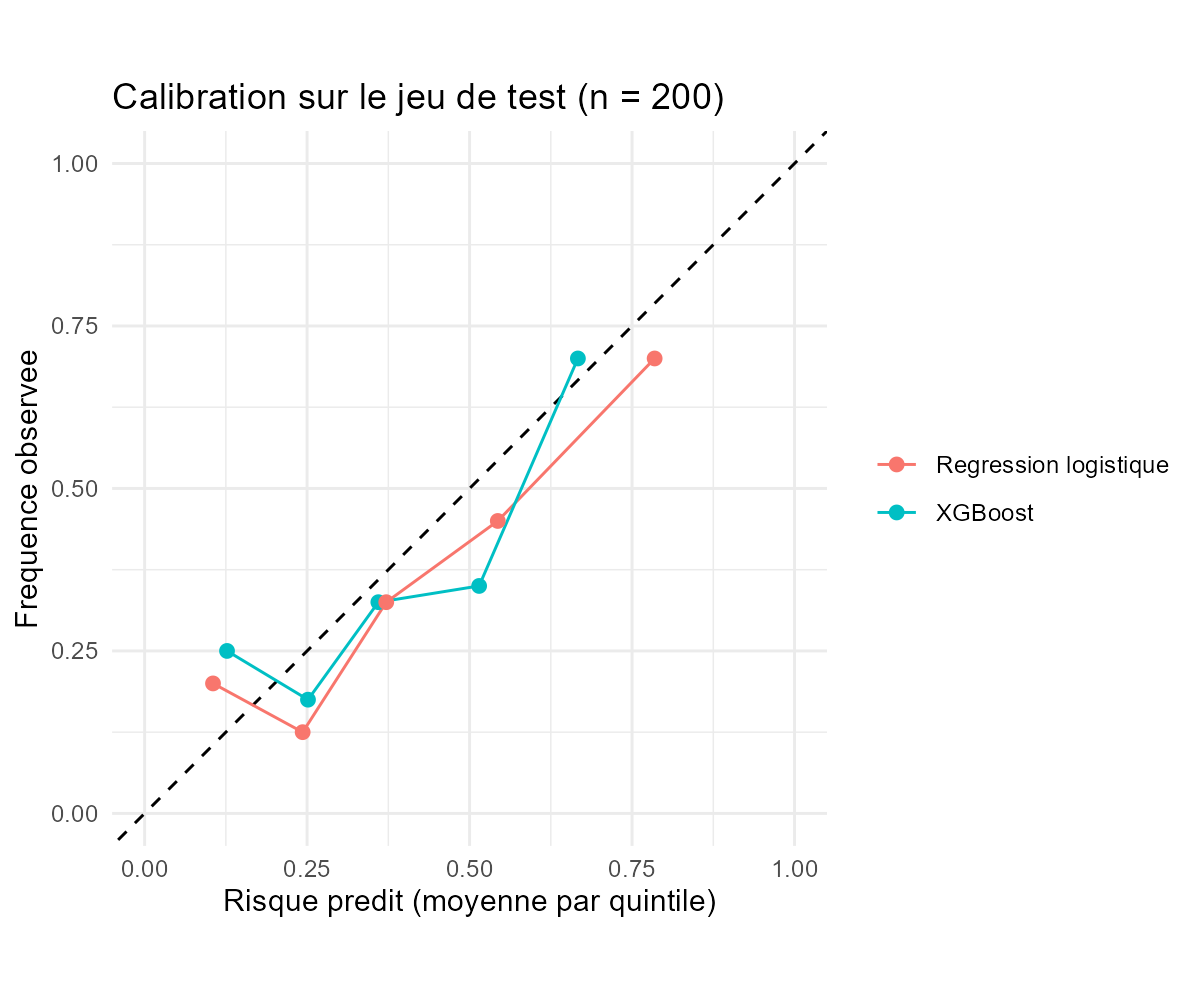 Calibration sur le jeu de test (n = 200)
1.00
0.75
0.50
0.25
0.00
Frequence observee
0.00 0.25 0.50 0.75 1.00
Risque predit (moyenne par quintile)
Regression logistique
XGBoost